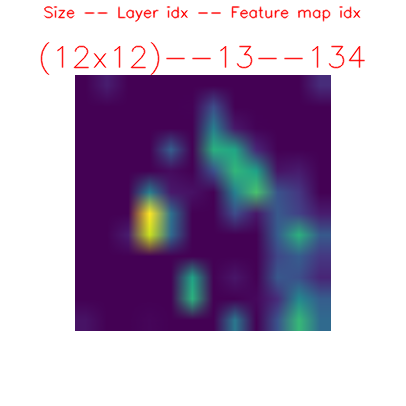 Size -- Layer idx -- Feature map idx
(12x12)--13--134